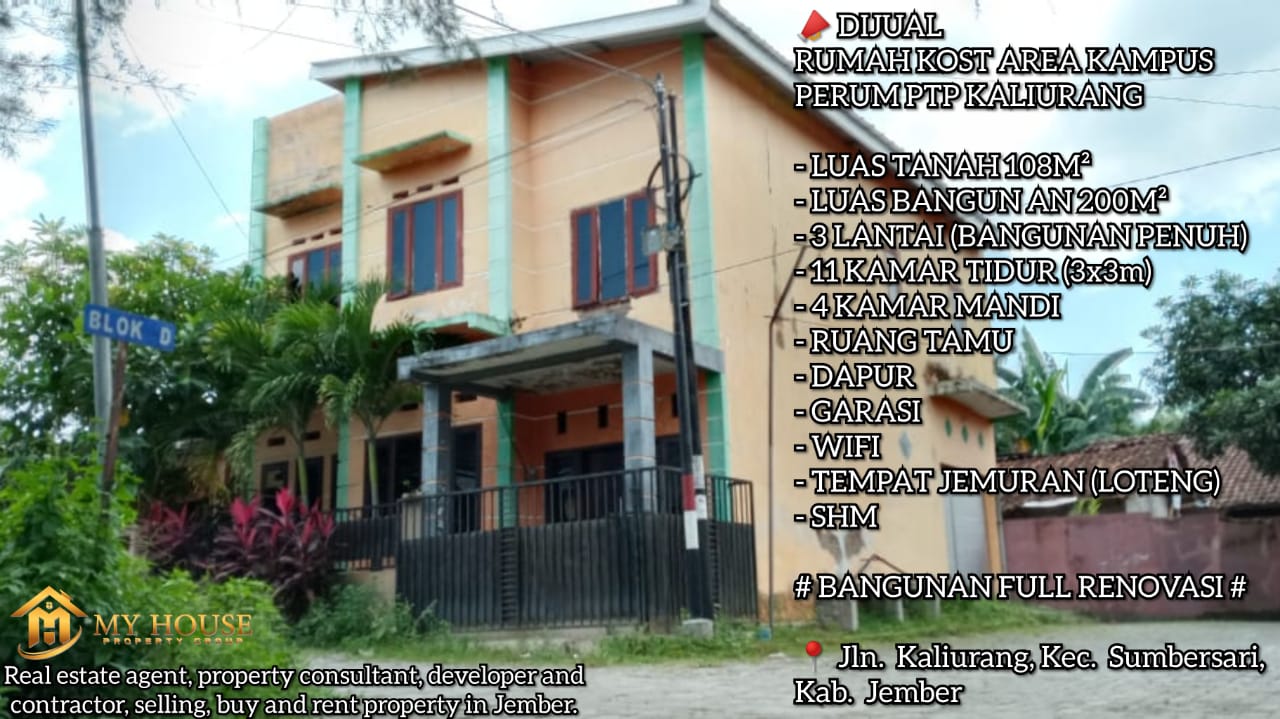 📣 DIJUAL
RUMAH KOST AREA KAMPUS
PERUM PTP KALIURANG
- LUAS TANAH 108M²
- LUAS BANGUN AN 200M²
- 3 LANTAI (BANGUNAN PENUH)
- 11 KAMAR TIDUR (3x3m)
- 4 KAMAR MANDI
- RUANG TAMU
- DAPUR
- GARASI
- WIFI
- TEMPAT JEMURAN (LOTENG)
- SHM
# BANGUNAN FULL RENOVASI #
📍 Jln. Kaliurang, Kec. Sumbersari,
Kab. Jember
BLOK D
MY HOUSE
PROPERTY GROUP
Real estate agent, property consultant, developer and
contractor, selling, buy and rent property in Jember.